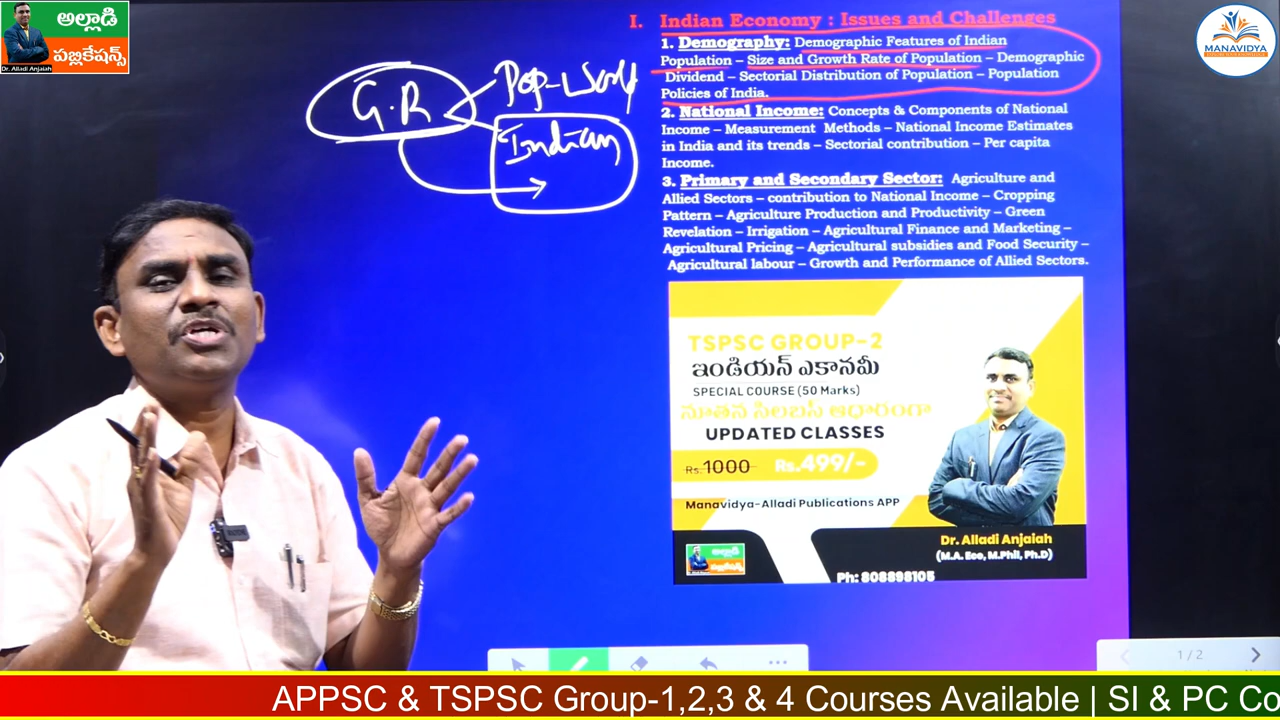 అల్లాడి
పబ్లికేషన్స్
Dr. Alladi Anjaiah
MANAVIDYA
I. Indian Economy : Issues and Challenges
1. Demography: Demographic Features of Indian
Population – Size and Growth Rate of Population – Demographic
Dividend – Sectorial Distribution of Population – Population
Policies of India.
2. National Income: Concepts & Components of National
Income – Measurement Methods – National Income Estimates
in India and its trends – Sectorial contribution – Per capita
Income.
3. Primary and Secondary Sector: Agriculture and
Allied Sectors – contribution to National Income – Cropping
Pattern – Agriculture Production and Productivity – Green
Revelation – Irrigation – Agricultural Finance and Marketing –
Agricultural Pricing – Agricultural subsidies and Food Security –
Agricultural labour – Growth and Performance of Allied Sectors.
G.R
Pop-World
Indian
TSPSC GROUP-2
ఇండియన్ ఎకానమీ
SPECIAL COURSE (50 Marks)
నూతన సిలబస్ ఆధారంగా
UPDATED CLASSES
Rs.1000 Rs.499/-
Manavidya-Alladi Publications APP
Dr. Alladi Anjaiah
(M.A. Eco, M.Phil, Ph.D)
Ph: 808898105
1 / 2
APPSC & TSPSC Group-1,2,3 & 4 Courses Available | SI & PC Co